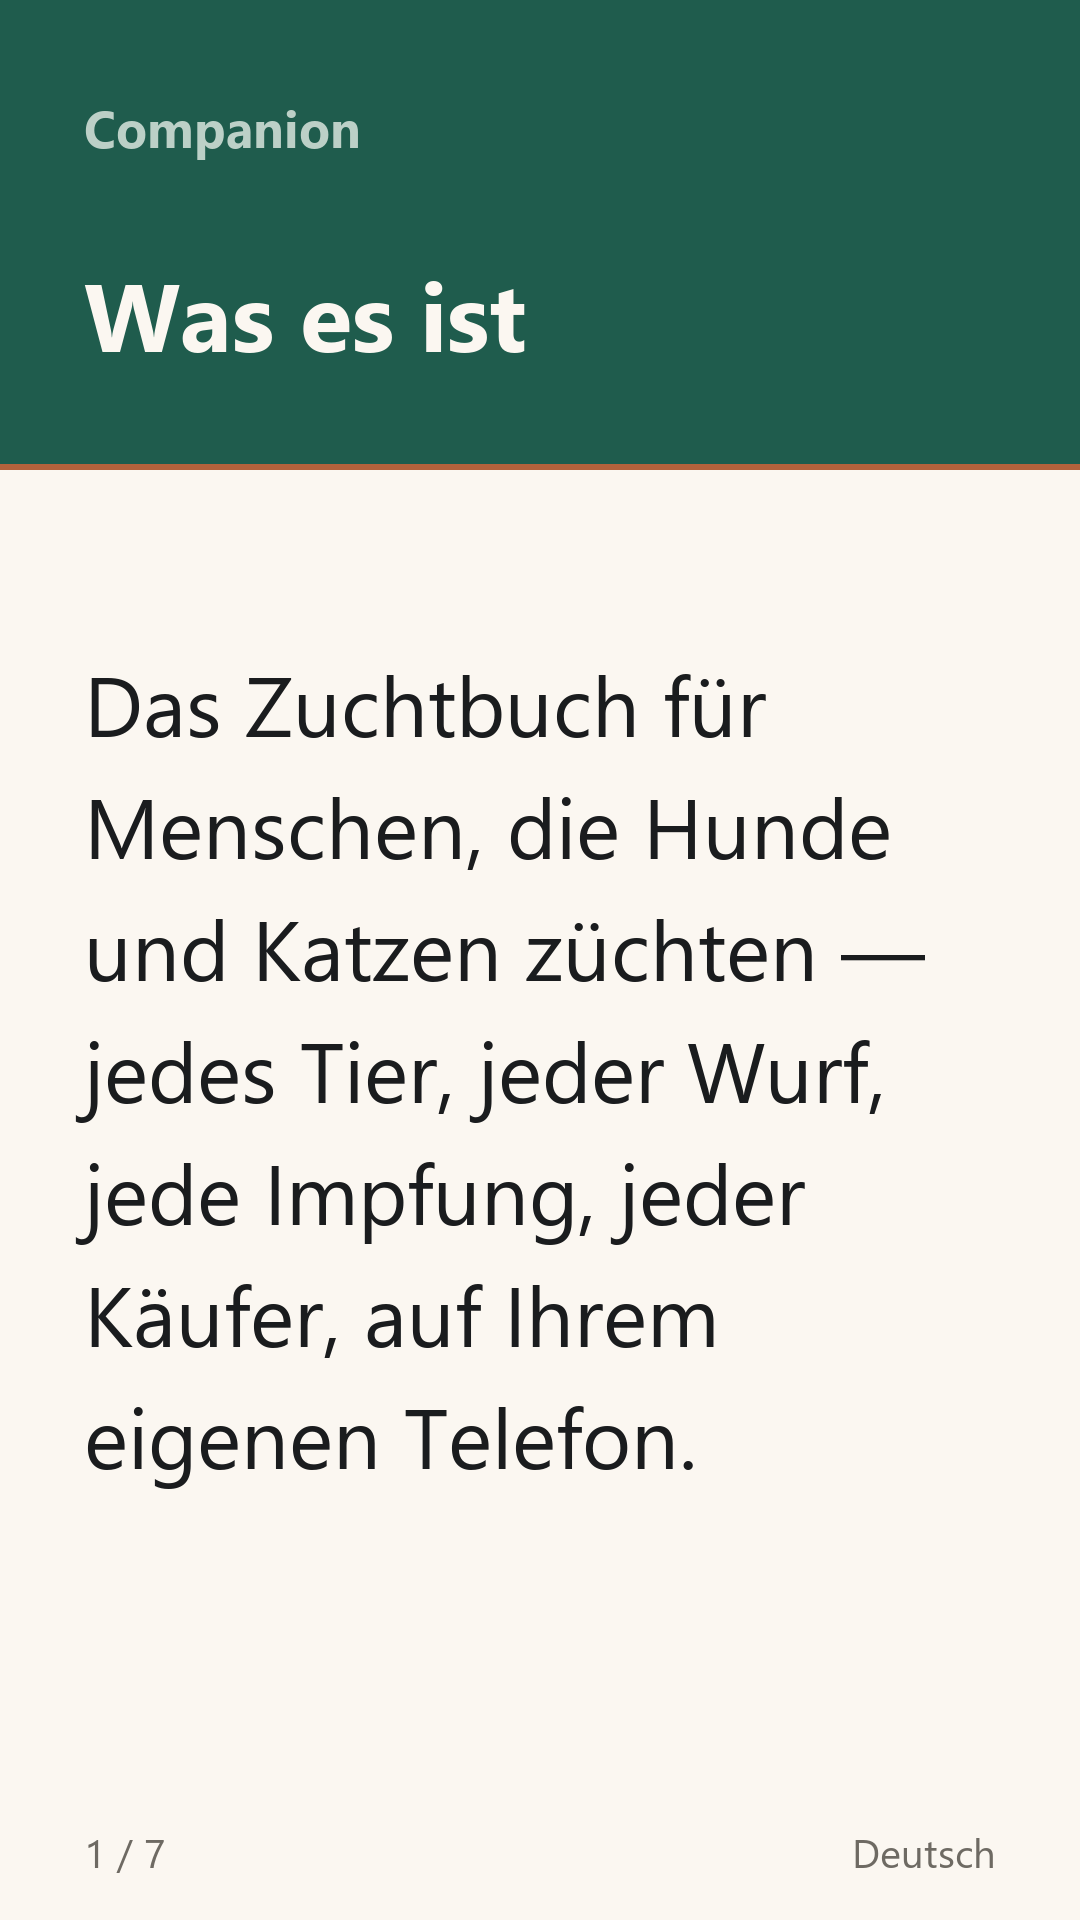 Companion
Was es ist
Das Zuchtbuch für
Menschen, die Hunde
und Katzen züchten —
jedes Tier, jeder Wurf,
jede Impfung, jeder
Käufer, auf Ihrem
eigenen Telefon.
1 / 7
Deutsch